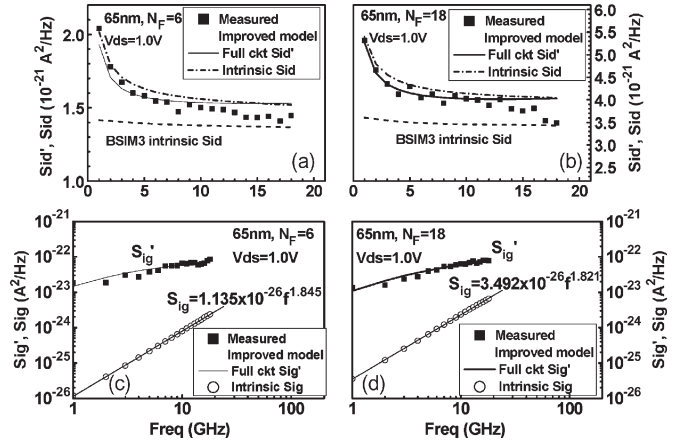 65nm, N_F=6
Vds=1.0V
Measured
Improved model
Full ckt Sid'
Intrinsic Sid
BSIM3 intrinsic Sid
(a)
Sid', Sid (10^-21 A^2/Hz)
2.0
1.5
1.0
0 5 10 15 20
65nm, N_F=18
Vds=1.0V
Measured
Improved model
Full ckt Sid'
Intrinsic Sid
BSIM3 intrinsic Sid
(b)
6.0
5.5
5.0
4.5
4.0
3.5
3.0
2.5
Sid', Sid (10^-21 A^2/Hz)
0 5 10 15 20
Sig', Sig (A^2/Hz)
10^-21
10^-22
10^-23
10^-24
10^-25
10^-26
65nm, N_F=6
Vds=1.0V
S_ig'
S_ig=1.135x10^-26f^1.845
Measured
Improved model
Full ckt Sig'
Intrinsic Sig
(c)
1 10 100
Freq (GHz)
65nm, N_F=18
Vds=1.0V
S_ig'
S_ig=3.492x10^-26f^1.821
Measured
Improved model
Full ckt Sig'
Intrinsic Sig
(d)
1 10 100
Freq (GHz)
10^-21
10^-22
10^-23
10^-24
10^-25
10^-26
Sig', Sig (A^2/Hz)